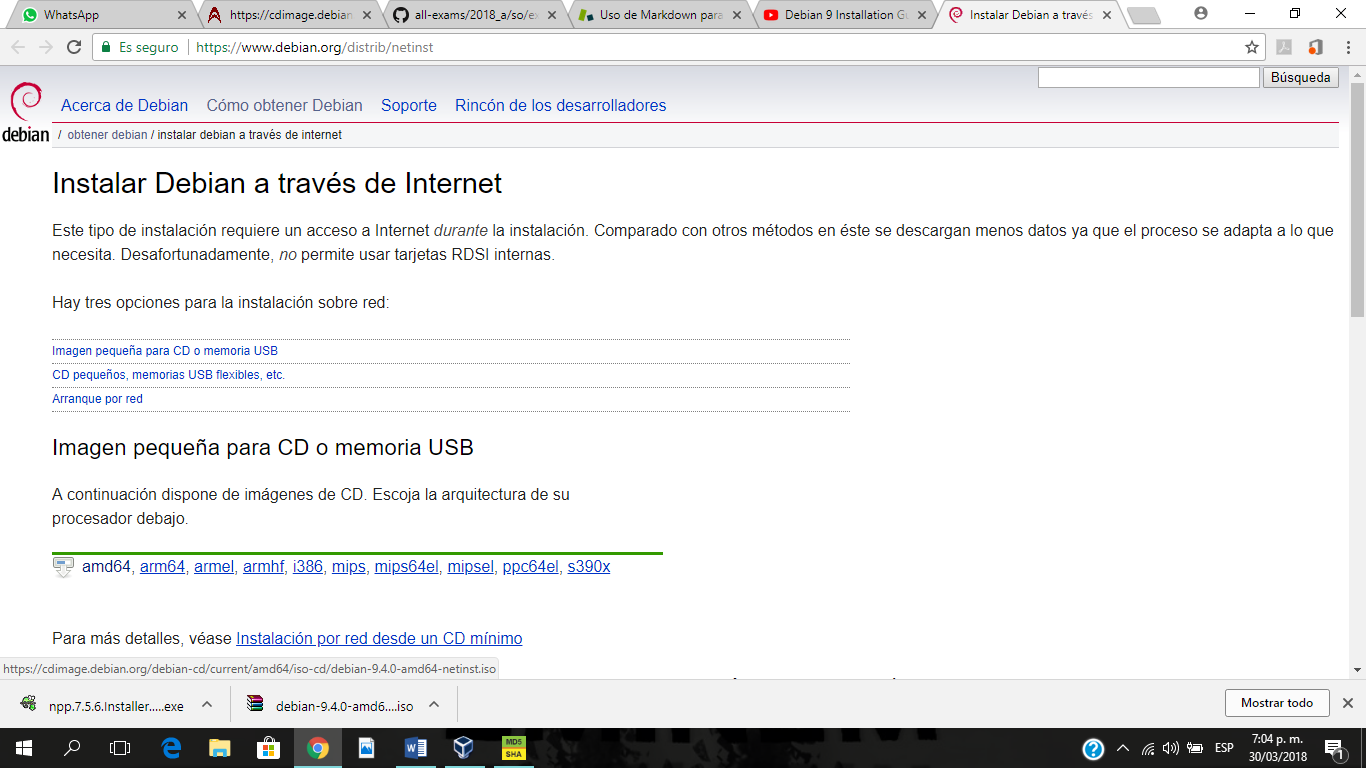 WhatsApp
https://cdimage.debian
all-exams/2018_a/so/ex
Uso de Markdown para
Debian 9 Installation Gu
Instalar Debian a través
Es seguro
https://www.debian.org/distrib/netinst
Búsqueda
debian
Acerca de Debian
Cómo obtener Debian
Soporte
Rincón de los desarrolladores
/ obtener debian / instalar debian a través de internet
Instalar Debian a través de Internet
Este tipo de instalación requiere un acceso a Internet durante la instalación. Comparado con otros métodos en éste se descargan menos datos ya que el proceso se adapta a lo que
necesita. Desafortunadamente, no permite usar tarjetas RDSI internas.
Hay tres opciones para la instalación sobre red:
Imagen pequeña para CD o memoria USB
CD pequeños, memorias USB flexibles, etc.
Arranque por red
Imagen pequeña para CD o memoria USB
A continuación dispone de imágenes de CD. Escoja la arquitectura de su
procesador debajo.
amd64, arm64, armel, armhf, i386, mips, mips64el, mipsel, ppc64el, s390x
Para más detalles, véase Instalación por red desde un CD mínimo
https://cdimage.debian.org/debian-cd/current/amd64/iso-cd/debian-9.4.0-amd64-netinst.iso
npp.7.5.6.Installer.....exe
debian-9.4.0-amd6....iso
Mostrar todo
MD5
SHA
ESP
7:04 p. m.
30/03/2018
1